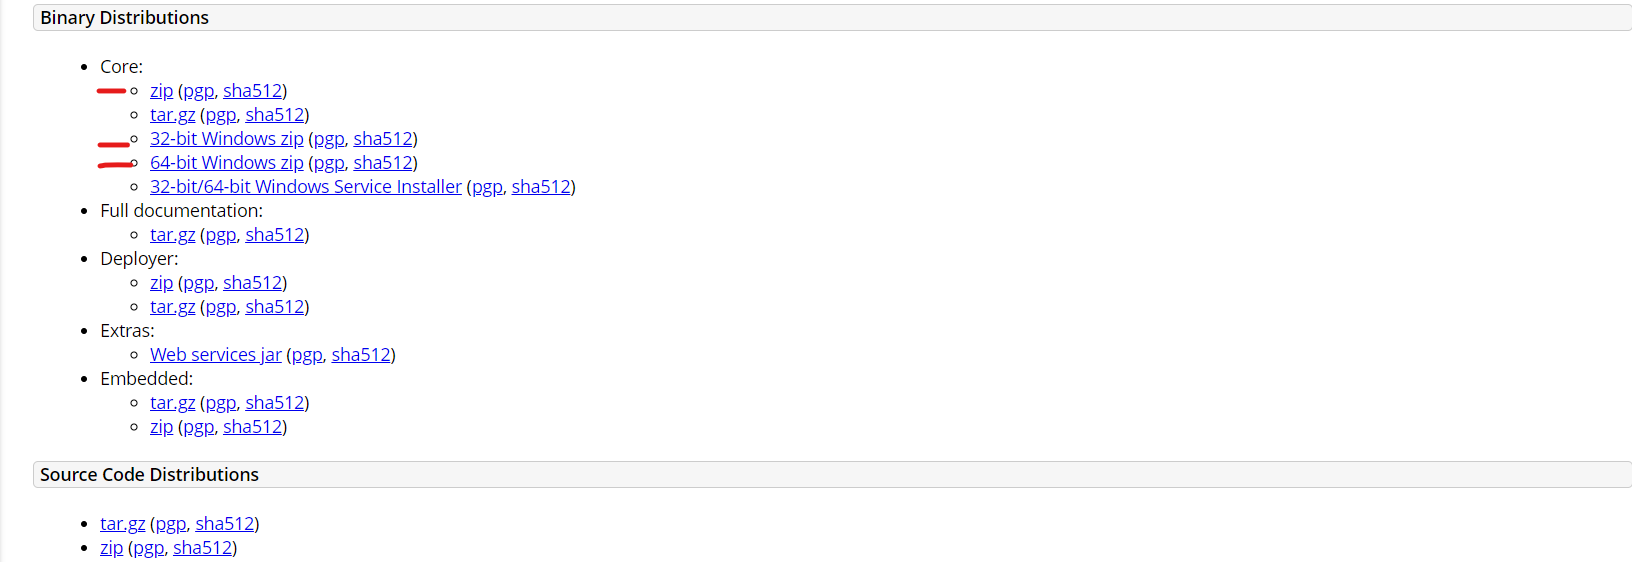 Binary Distributions
Core:
zip (pgp, sha512)
tar.gz (pgp, sha512)
32-bit Windows zip (pgp, sha512)
64-bit Windows zip (pgp, sha512)
32-bit/64-bit Windows Service Installer (pgp, sha512)
Full documentation:
tar.gz (pgp, sha512)
Deployer:
zip (pgp, sha512)
tar.gz (pgp, sha512)
Extras:
Web services jar (pgp, sha512)
Embedded:
tar.gz (pgp, sha512)
zip (pgp, sha512)
Source Code Distributions
tar.gz (pgp, sha512)
zip (pgp, sha512)